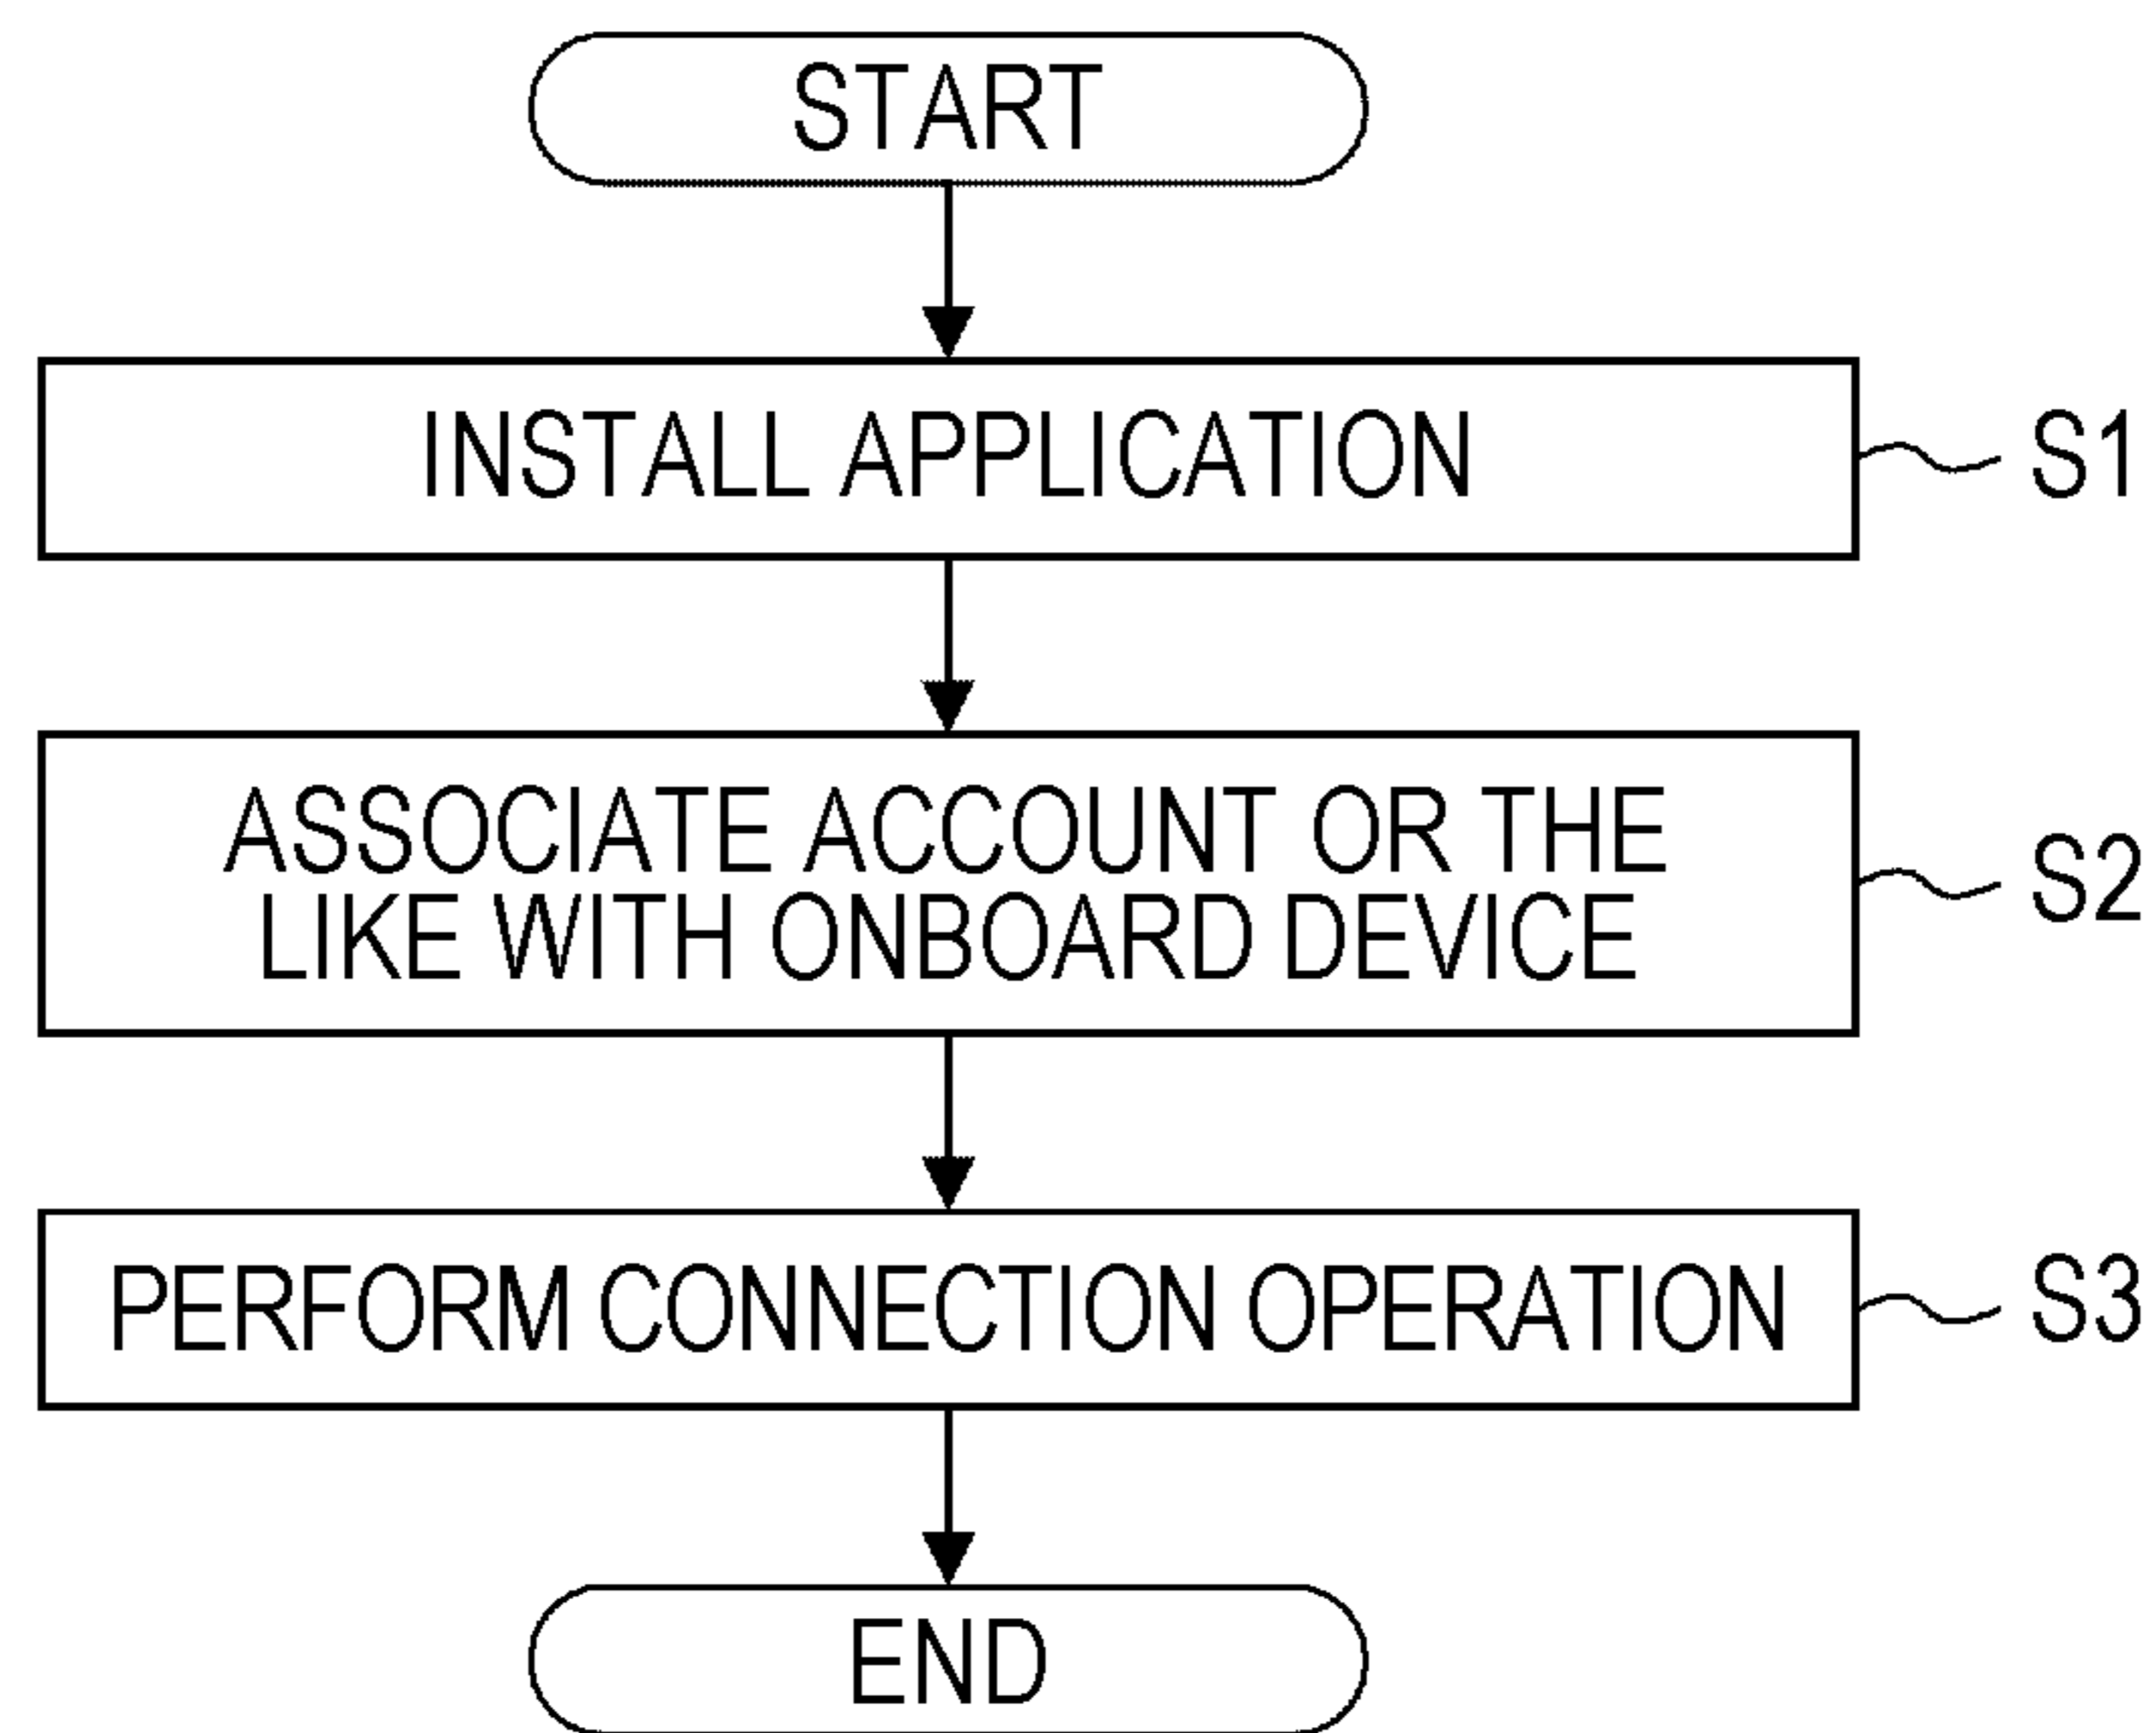 START
INSTALL APPLICATION
S1
ASSOCIATE ACCOUNT OR THE
LIKE WITH ONBOARD DEVICE
S2
PERFORM CONNECTION OPERATION
S3
END